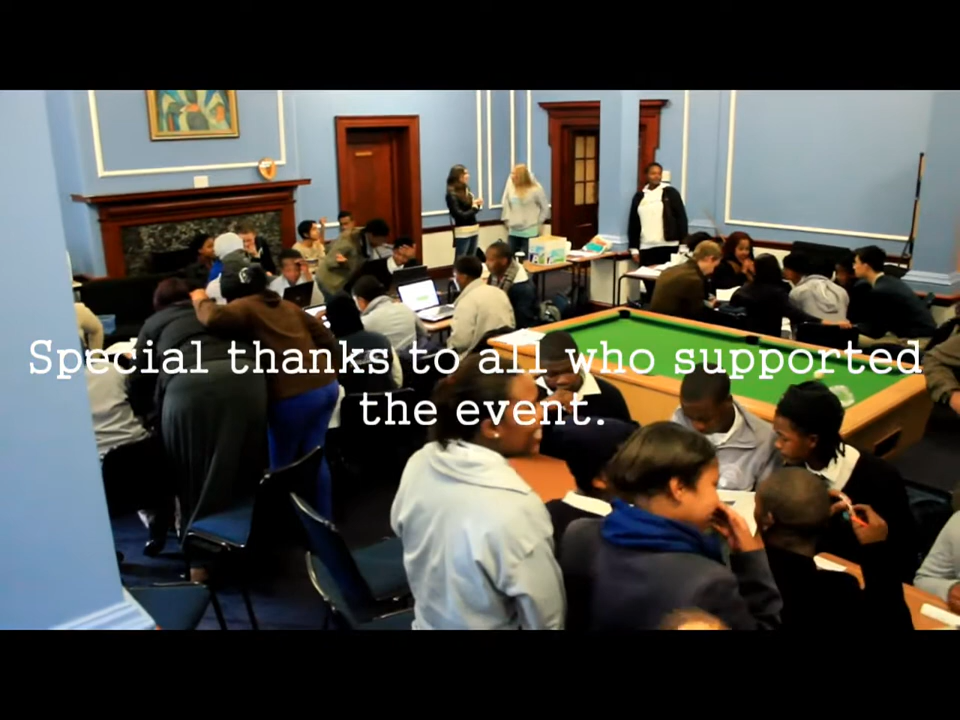 Special thanks to all who supported
the event.